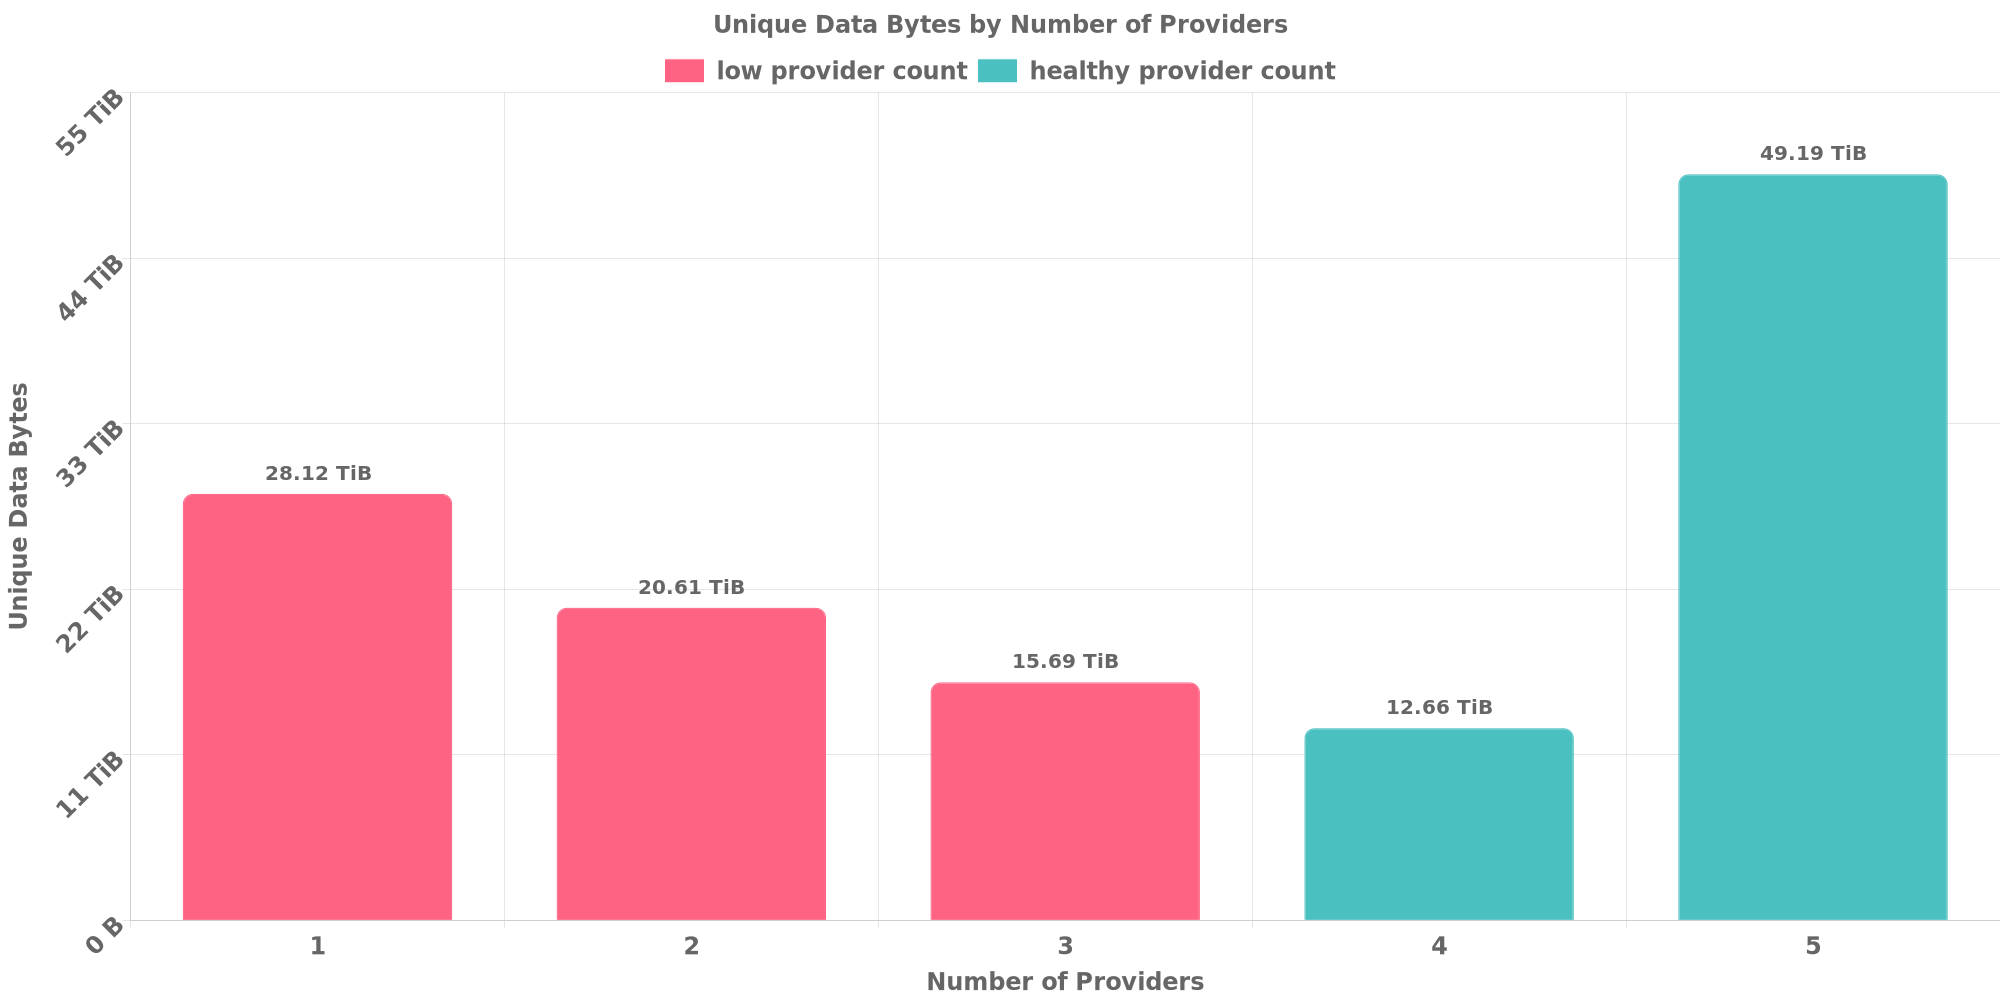 Unique Data Bytes by Number of Providers
low provider count healthy provider count
55 TiB
44 TiB
33 TiB
22 TiB
11 TiB
0 B
Unique Data Bytes
28.12 TiB
20.61 TiB
15.69 TiB
12.66 TiB
49.19 TiB
1 2 3 4 5
Number of Providers